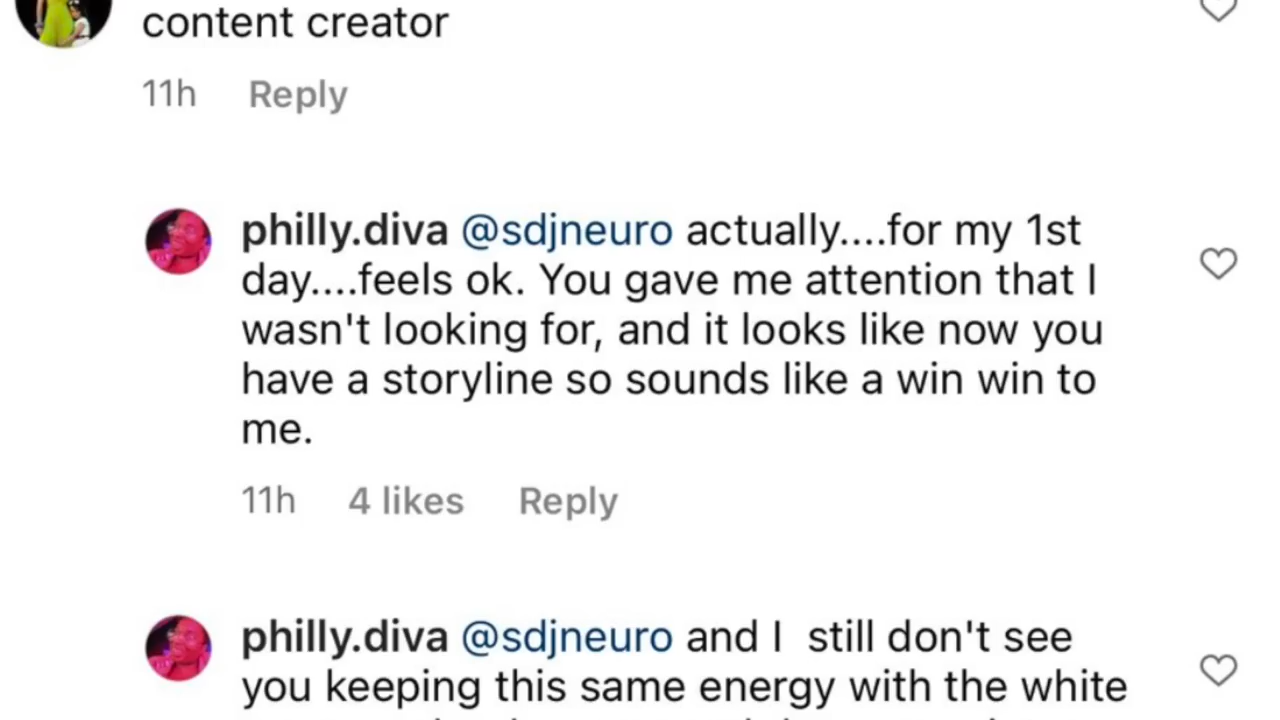 content creator
11h Reply
philly.diva @sdjneuro actually....for my 1st
day....feels ok. You gave me attention that I
wasn't looking for, and it looks like now you
have a storyline so sounds like a win win to
me.
11h 4 likes Reply
philly.diva @sdjneuro and I  still don't see
you keeping this same energy with the white